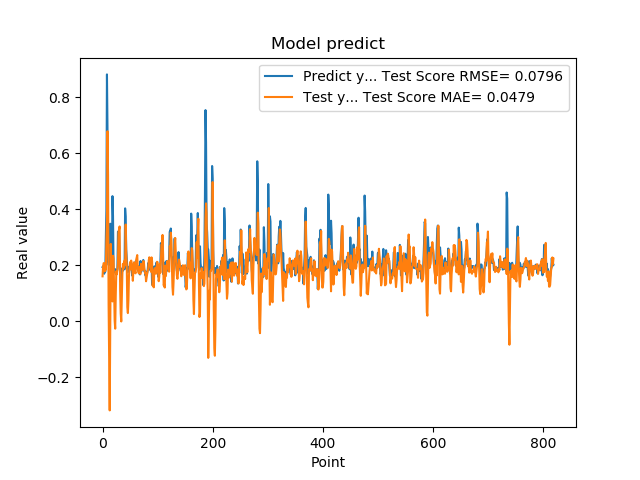 Model predict
Predict y... Test Score RMSE= 0.0796
Test y... Test Score MAE= 0.0479
Real value
0.8
0.6
0.4
0.2
0.0
−0.2
0
200
400
600
800
Point